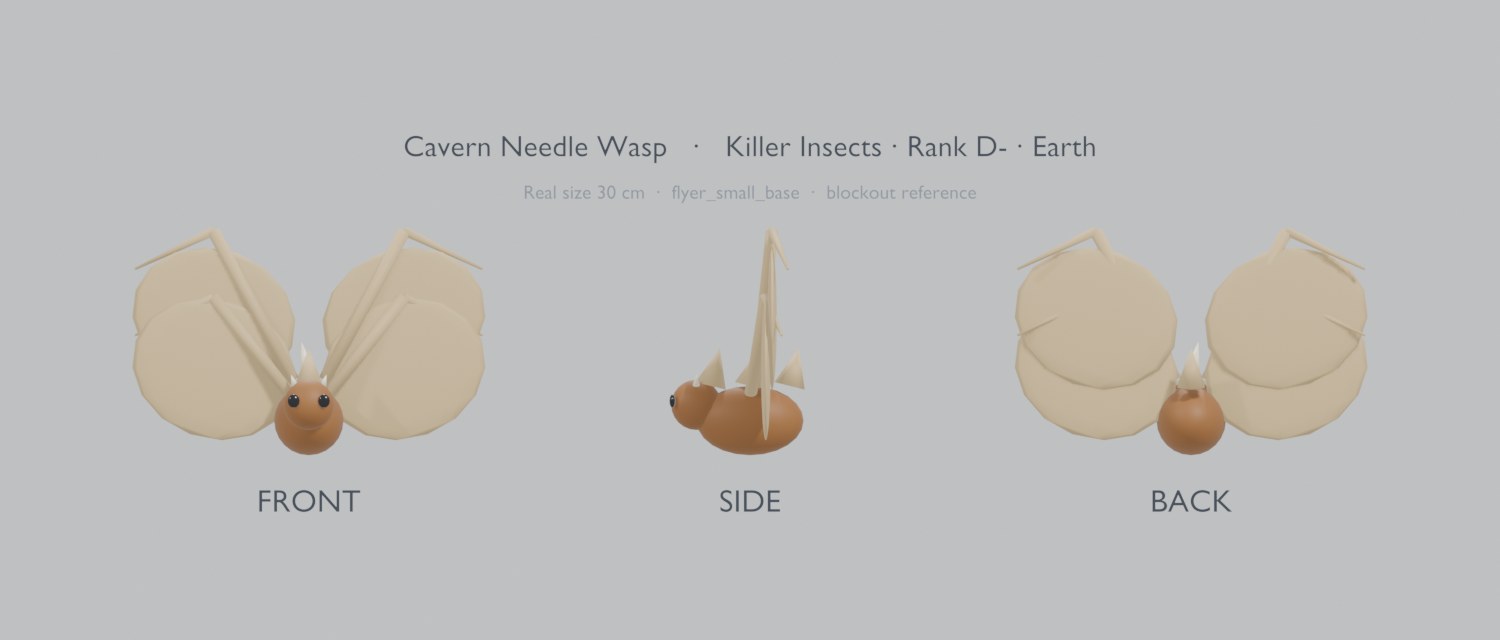 Cavern Needle Wasp · Killer Insects · Rank D- · Earth
Real size 30 cm · flyer_small_base · blockout reference
FRONT SIDE BACK